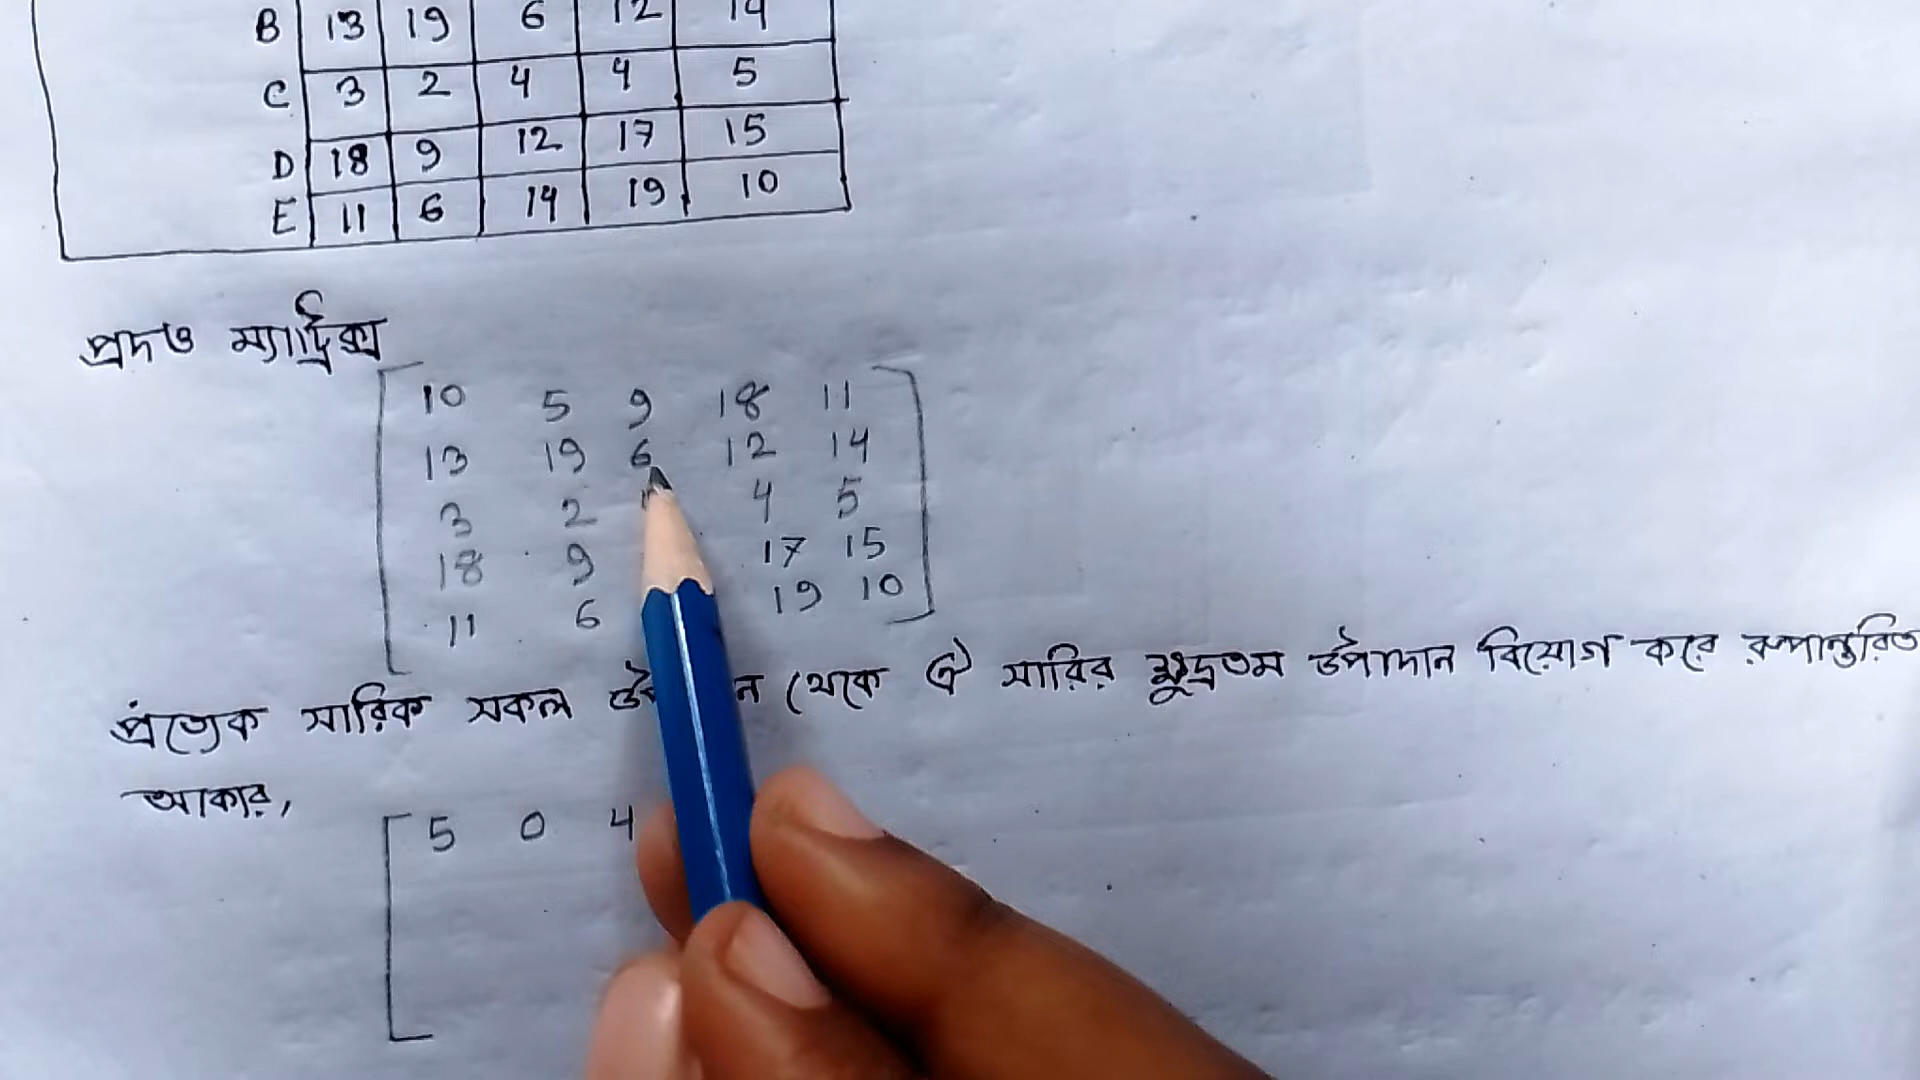 B 13 19 6 12 14
C 3 2 4 4 5
D 18 9 12 17 15
E 11 6 14 19 10
প্রদত্ত ম্যাট্রিক্স
10 5 9 18 11
13 19 6 12 14
3 2 4 5
18 9 17 15
11 6 19 10
প্রত্যেক সারিক সকল থেকে ঐ সারির ক্ষুদ্রতম উপাদান বিয়োগ করে রুপান্তরিত
আকার,
5 0 4